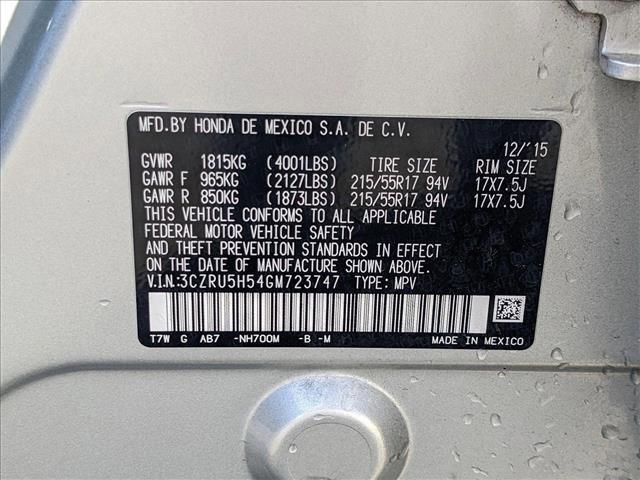 MFD.BY HONDA DE MEXICO S.A. DE C.V.
12/'15
GVWR 1815KG (4001LBS) TIRE SIZE RIM SIZE
GAWR F 965KG (2127LBS) 215/55R17 94V 17X7.5J
GAWR R 850KG (1873LBS) 215/55R17 94V 17X7.5J
THIS VEHICLE CONFORMS TO ALL APPLICABLE
FEDERAL MOTOR VEHICLE SAFETY
AND THEFT PREVENTION STANDARDS IN EFFECT
ON THE DATE OF MANUFACTURE SHOWN ABOVE.
V.I.N.:3CZRU5H54GM723747 TYPE: MPV
T7W G AB7 -NH700M -B -M MADE IN MEXICO